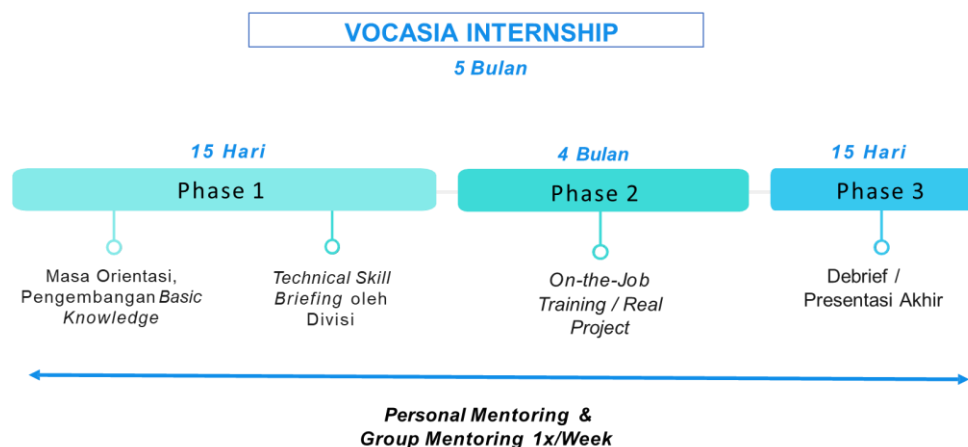 VOCASIA INTERNSHIP
5 Bulan
15 Hari
4 Bulan
15 Hari
Phase 1
Phase 2
Phase 3
Masa Orientasi,
Pengembangan Basic
Knowledge
Technical Skill
Briefing oleh
Divisi
On-the-Job
Training / Real
Project
Debrief /
Presentasi Akhir
Personal Mentoring &
Group Mentoring 1x/Week